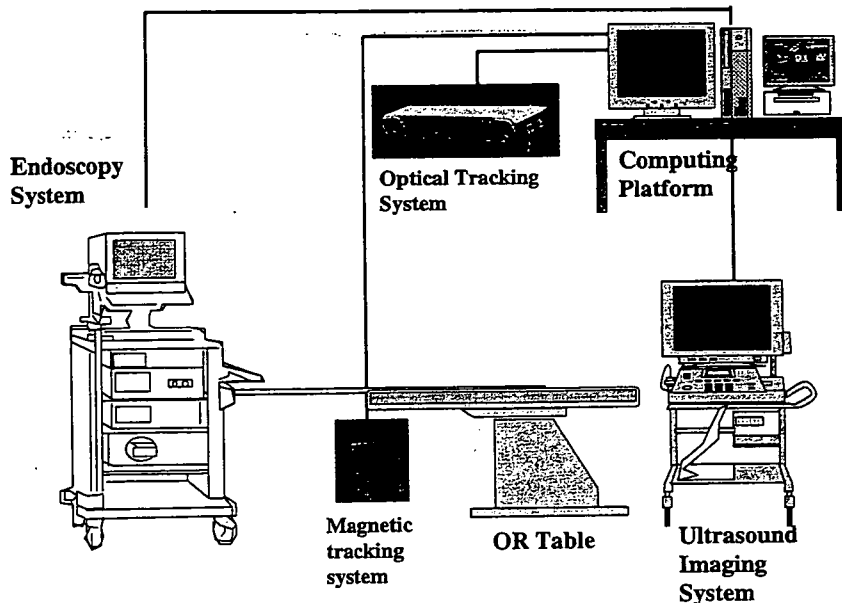 Endoscopy
System
Optical Tracking
System
Computing
Platform
Magnetic
tracking
system
OR Table
Ultrasound
Imaging
System